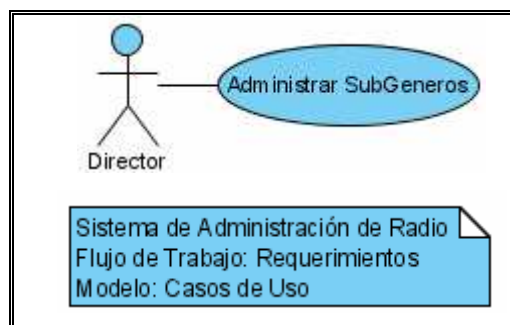 Administrar SubGeneros
Director
Sistema de Administración de Radio
Flujo de Trabajo: Requerimientos
Modelo: Casos de Uso